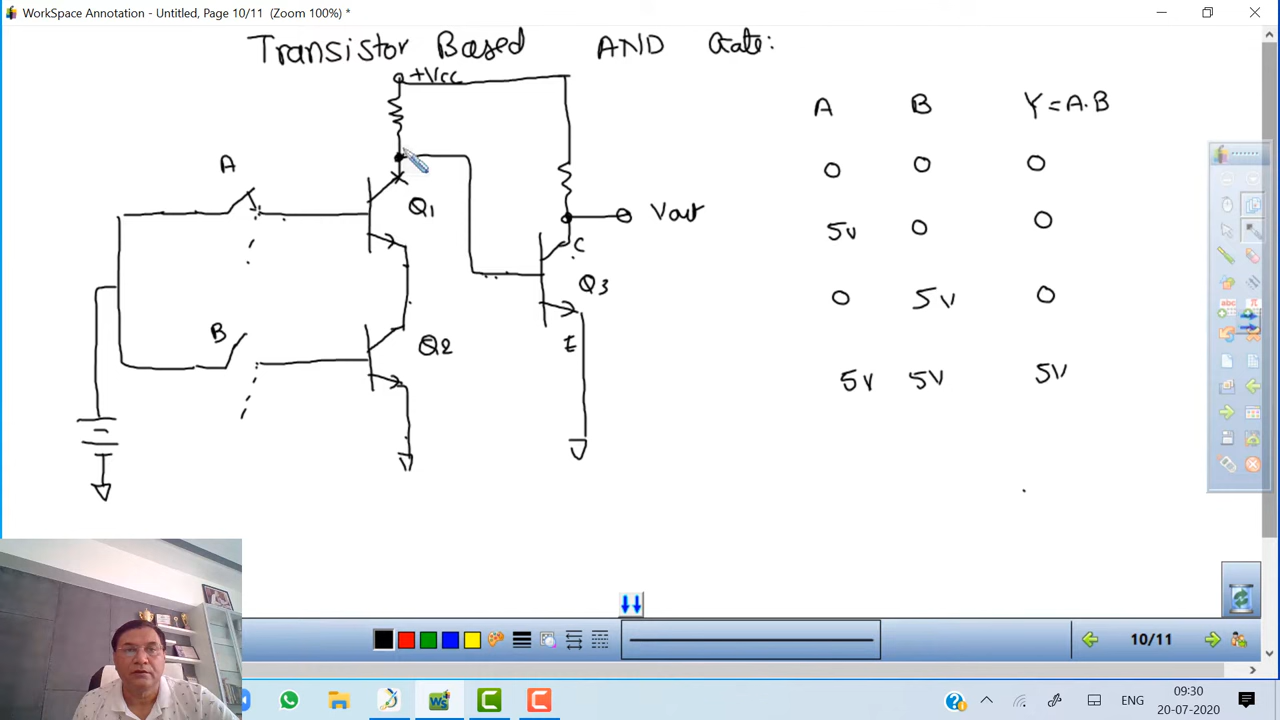 WorkSpace Annotation - Untitled, Page 10/11 (Zoom 100%) *
Transistor Based AND Gate:
+Vcc
A B Y = A.B
A
0 0 0
Q1
Vout
5V 0 0
C
Q3
0 5V 0
B
Q2
E
5V 5V 5V
abc
10/11
ENG
09:30
20-07-2020